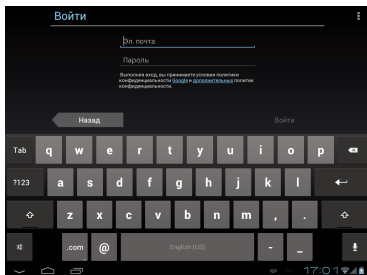 Войти
Эл. почта
Пароль
Выполняя вход, вы принимаете условия политики
конфиденциальности Google и дополнительных политик
конфиденциальности.
Назад
Войти
Tab q w e r t y u i o p
?123 a s d f g h j k l
z x c v b n m , .
.com @ English (US) - _
17:01